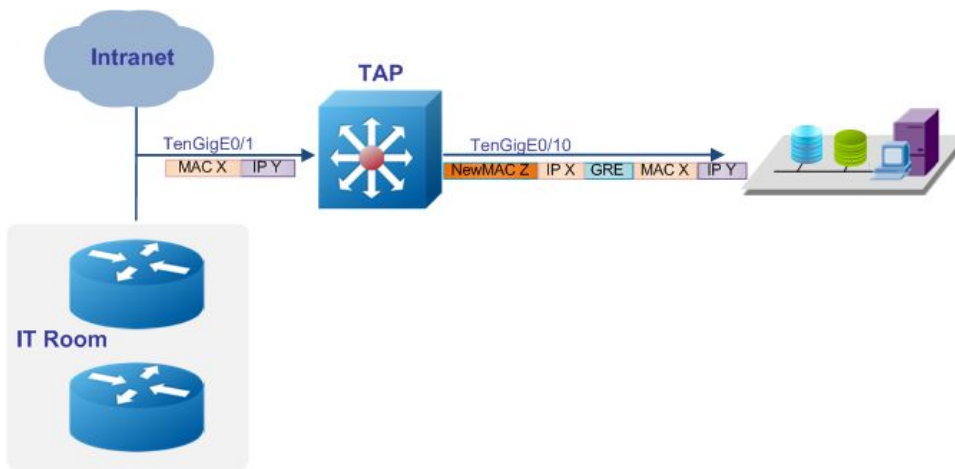 Intranet
TAP
TenGigE0/1
TenGigE0/10
MAC X IP Y
NewMAC Z IP X GRE MAC X IP Y
IT Room